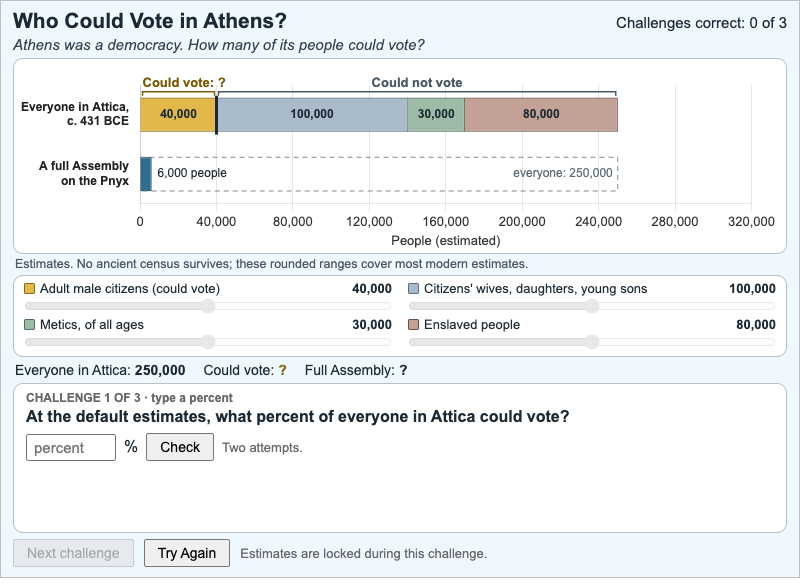 Who Could Vote in Athens?
Challenges correct: 0 of 3
Athens was a democracy. How many of its people could vote?
Could vote: ?
Could not vote
Everyone in Attica,
c. 431 BCE
40,000
100,000
30,000
80,000
A full Assembly
on the Pnyx
6,000 people
everyone: 250,000
0
40,000
80,000
120,000
160,000
200,000
240,000
280,000
320,000
People (estimated)
Estimates. No ancient census survives; these rounded ranges cover most modern estimates.
Adult male citizens (could vote)
40,000
Citizens' wives, daughters, young sons
100,000
Metics, of all ages
30,000
Enslaved people
80,000
Everyone in Attica: 250,000
Could vote: ?
Full Assembly: ?
CHALLENGE 1 OF 3 · type a percent
At the default estimates, what percent of everyone in Attica could vote?
percent
%
Check
Two attempts.
Next challenge
Try Again
Estimates are locked during this challenge.